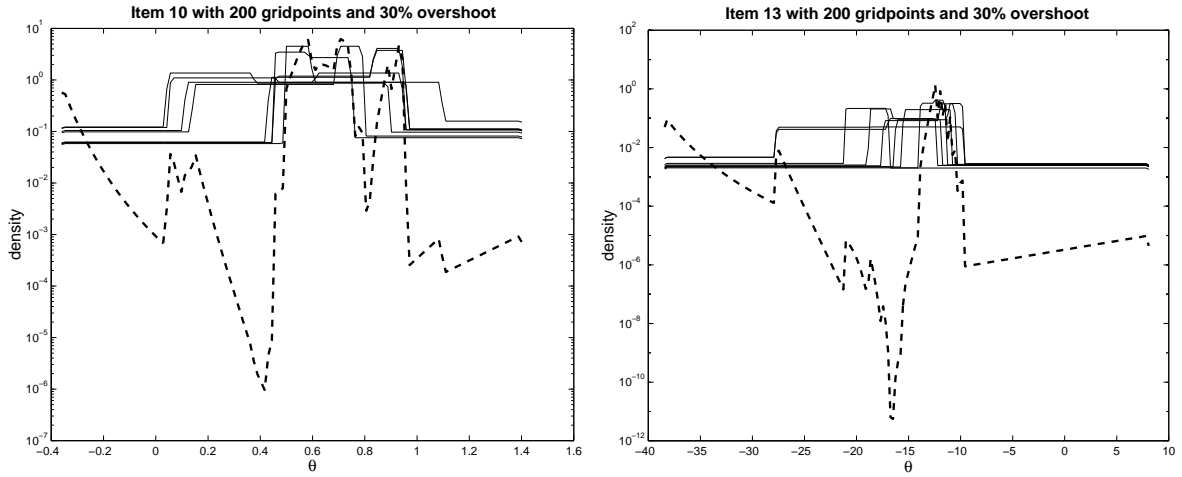 Item 10 with 200 gridpoints and 30% overshoot
density
10^1
10^0
10^-1
10^-2
10^-3
10^-4
10^-5
10^-6
10^-7
-0.4 -0.2 0 0.2 0.4 0.6 0.8 1 1.2 1.4 1.6
θ
Item 13 with 200 gridpoints and 30% overshoot
density
10^2
10^0
10^-2
10^-4
10^-6
10^-8
10^-10
10^-12
-40 -35 -30 -25 -20 -15 -10 -5 0 5 10
θ